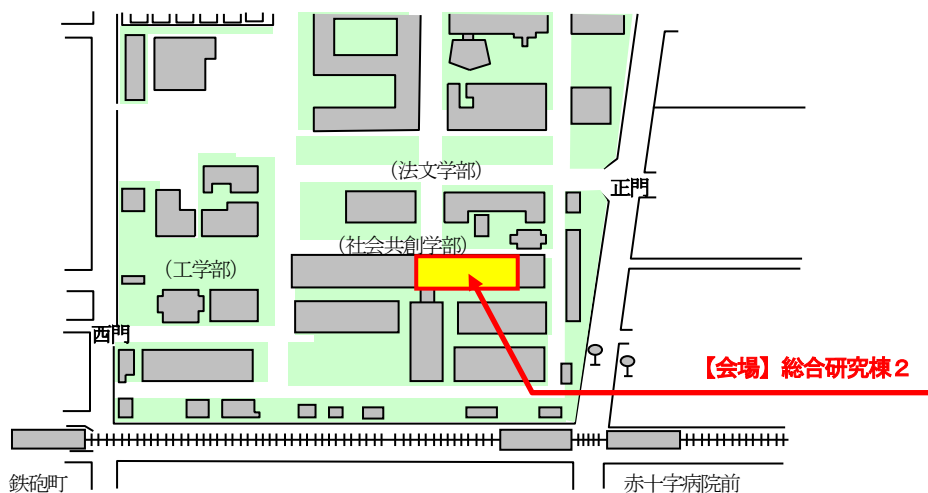 (法文学部)
正門
(社会共創学部)
(工学部)
西門
【会場】総合研究棟２
鉄砲町
赤十字病院前